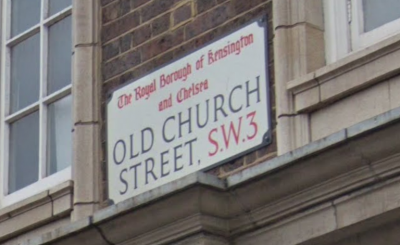 The Royal Borough of Kensington
and Chelsea
OLD CHURCH
STREET, S.W.3